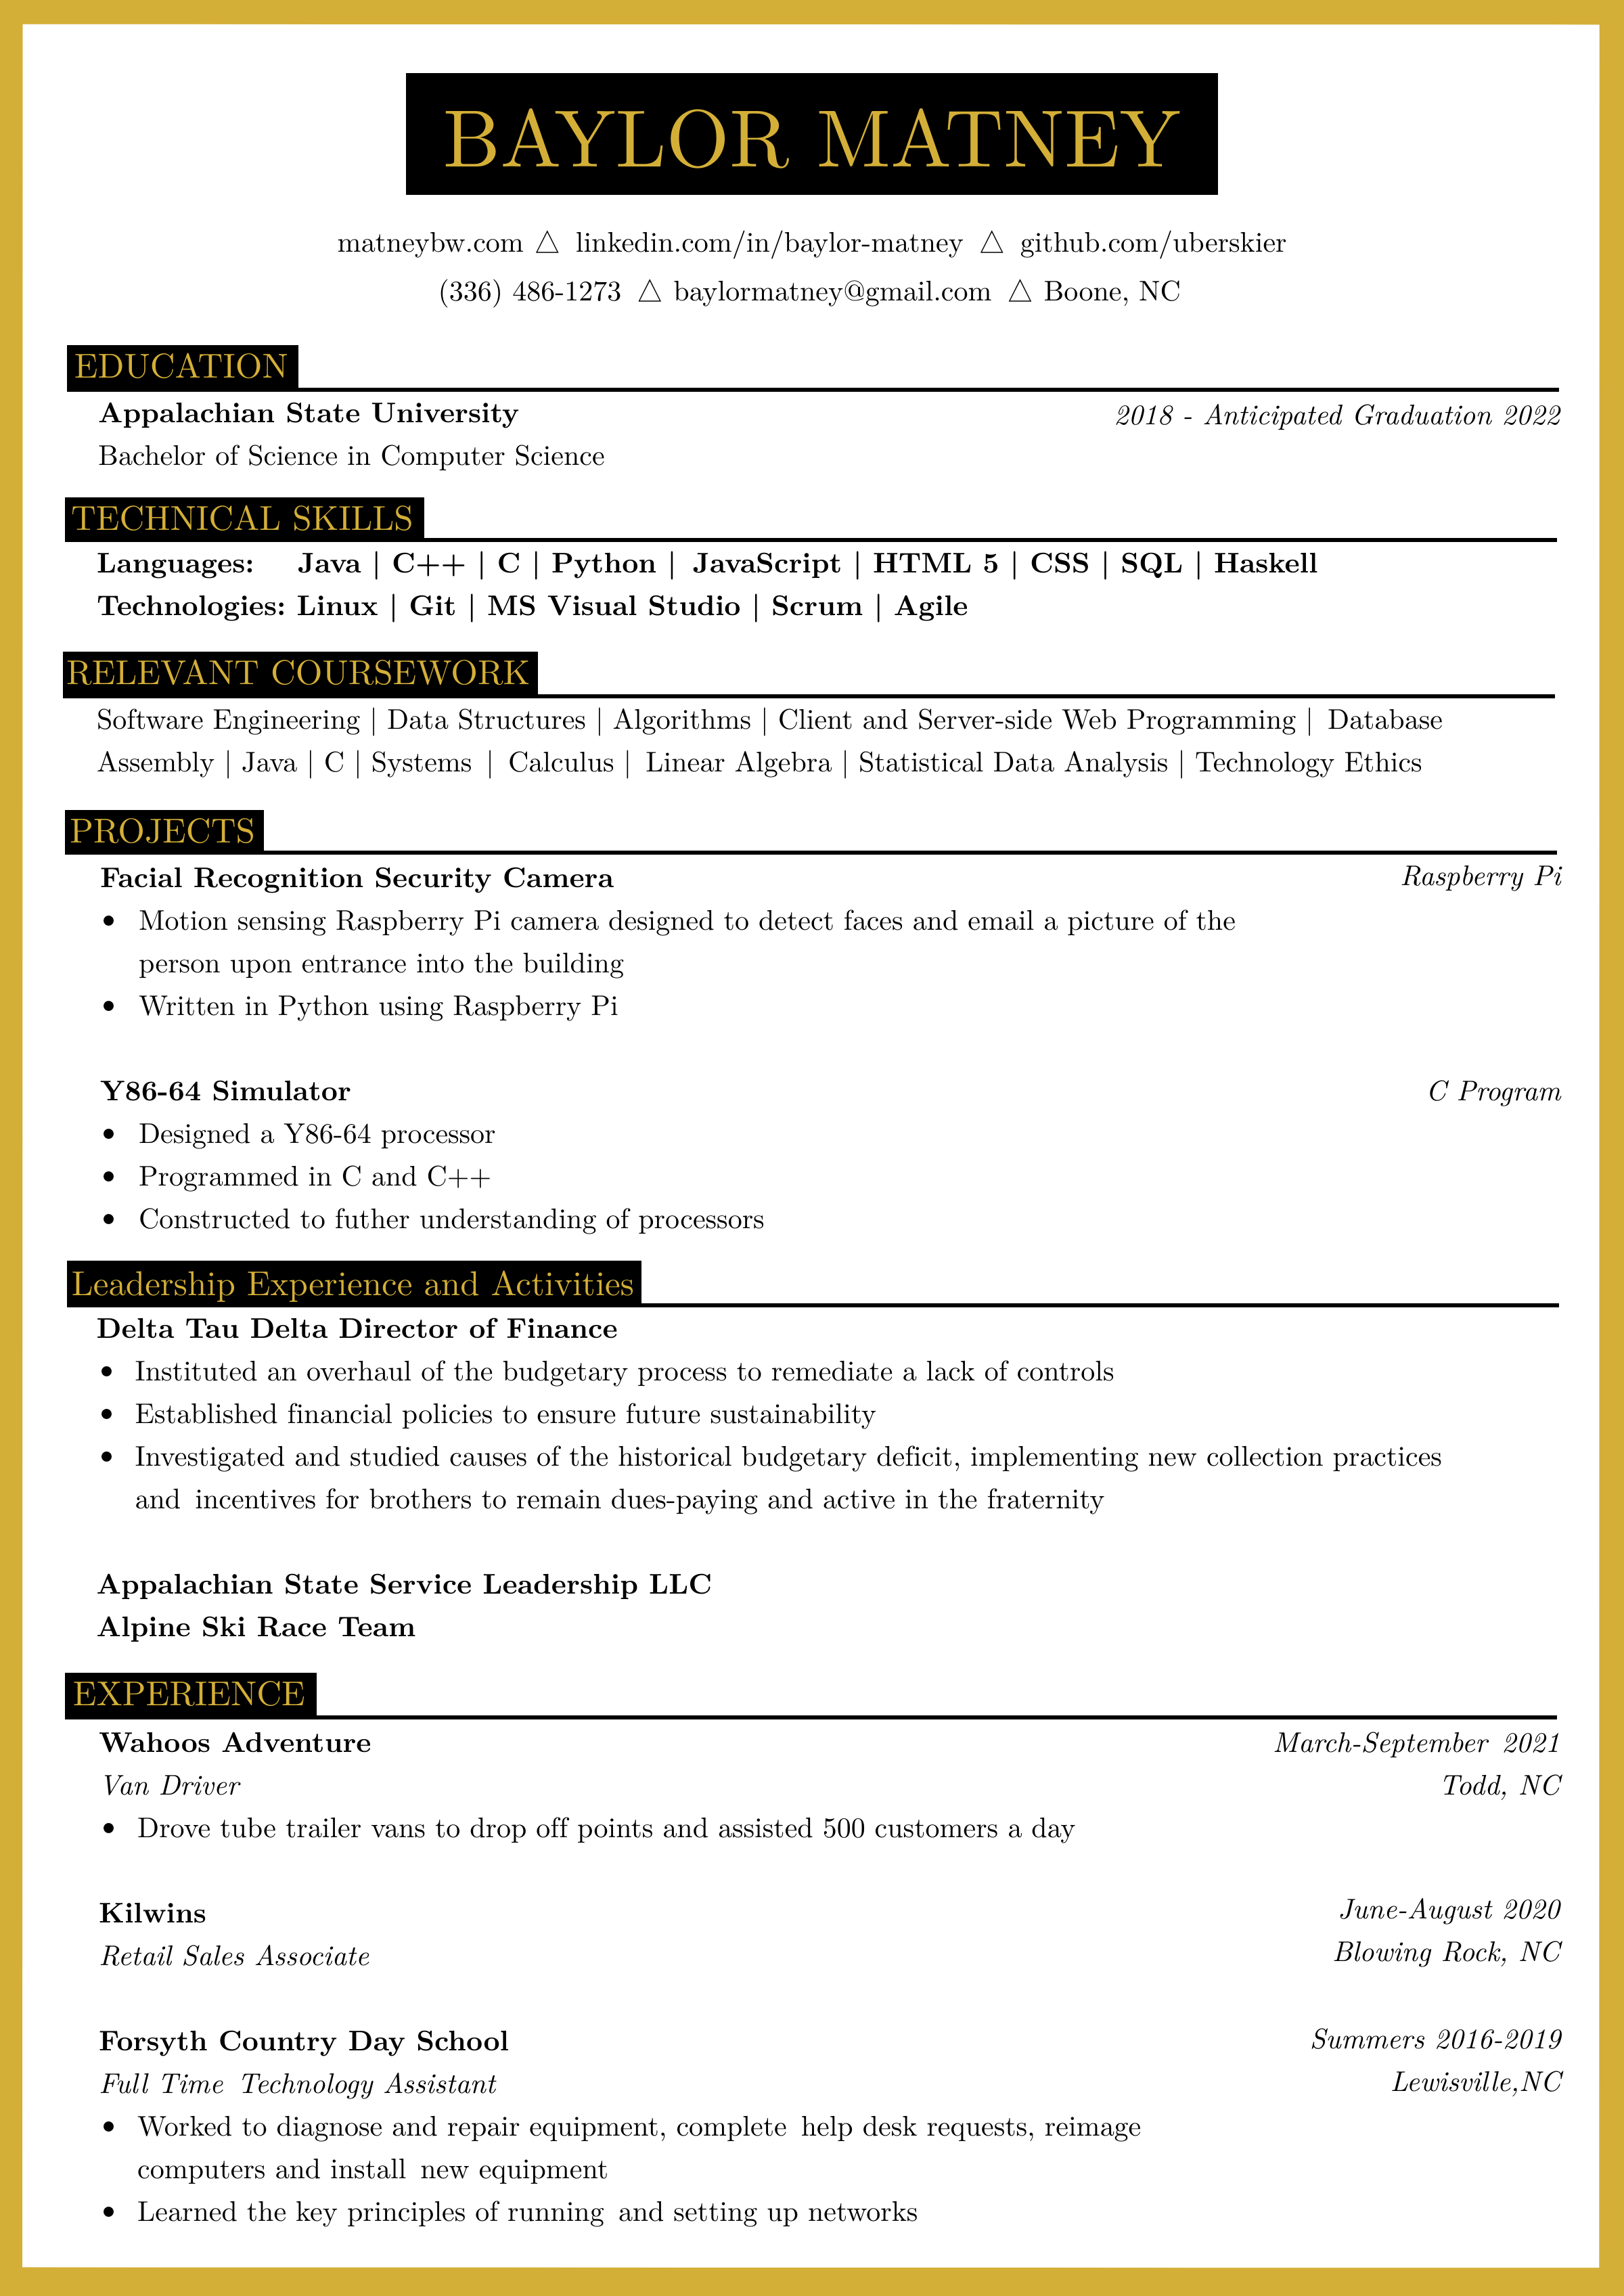 BAYLOR MATNEY
matneybw.com △ linkedin.com/in/baylor-matney △ github.com/uberskier
(336) 486-1273 △ baylormatney@gmail.com △ Boone, NC
EDUCATION
Appalachian State University 2018 - Anticipated Graduation 2022
Bachelor of Science in Computer Science
TECHNICAL SKILLS
Languages: Java | C++ | C | Python | JavaScript | HTML 5 | CSS | SQL | Haskell
Technologies: Linux | Git | MS Visual Studio | Scrum | Agile
RELEVANT COURSEWORK
Software Engineering | Data Structures | Algorithms | Client and Server-side Web Programming | Database
Assembly | Java | C | Systems | Calculus | Linear Algebra | Statistical Data Analysis | Technology Ethics
PROJECTS
Facial Recognition Security Camera Raspberry Pi
• Motion sensing Raspberry Pi camera designed to detect faces and email a picture of the
person upon entrance into the building
• Written in Python using Raspberry Pi
Y86-64 Simulator C Program
• Designed a Y86-64 processor
• Programmed in C and C++
• Constructed to futher understanding of processors
Leadership Experience and Activities
Delta Tau Delta Director of Finance
• Instituted an overhaul of the budgetary process to remediate a lack of controls
• Established financial policies to ensure future sustainability
• Investigated and studied causes of the historical budgetary deficit, implementing new collection practices
and incentives for brothers to remain dues-paying and active in the fraternity
Appalachian State Service Leadership LLC
Alpine Ski Race Team
EXPERIENCE
Wahoos Adventure March-September 2021
Van Driver Todd, NC
• Drove tube trailer vans to drop off points and assisted 500 customers a day
Kilwins June-August 2020
Retail Sales Associate Blowing Rock, NC
Forsyth Country Day School Summers 2016-2019
Full Time Technology Assistant Lewisville,NC
• Worked to diagnose and repair equipment, complete help desk requests, reimage
computers and install new equipment
• Learned the key principles of running and setting up networks